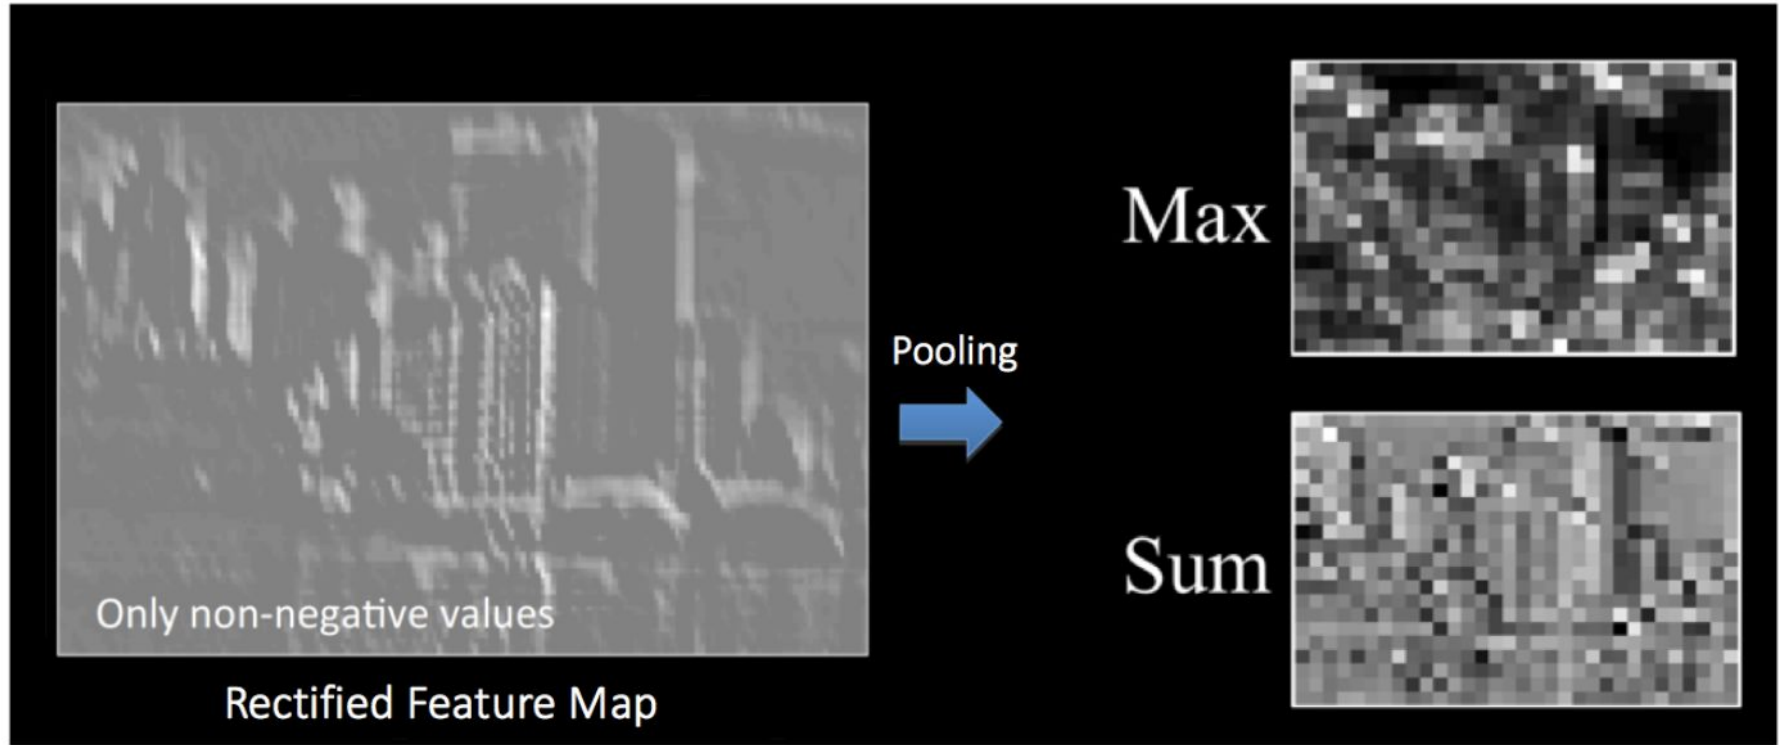 Only non-negative values
Rectified Feature Map
Pooling
Max
Sum